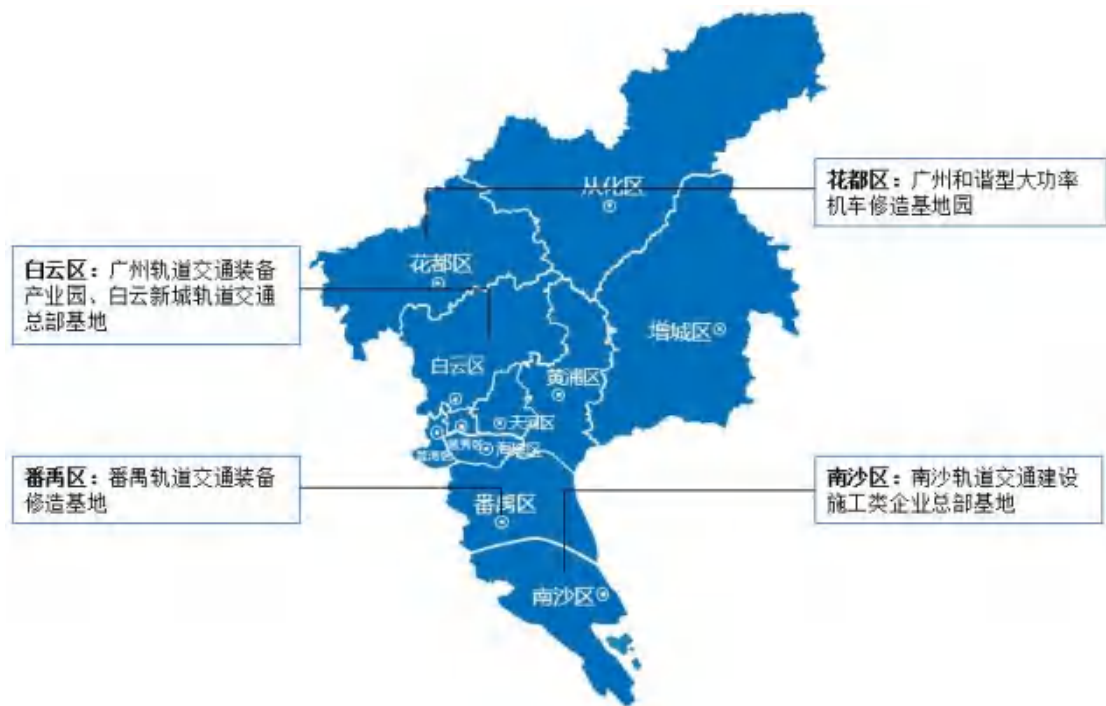 从化区
花都区：广州和谐型大功率
机车修造基地园
花都区
白云区：广州轨道交通装备
产业园、白云新城轨道交通
总部基地
增城区
白云区
黄浦区
天河区
海珠区
番禹区：番禺轨道交通装备
修造基地
番禺区
南沙区：南沙轨道交通建设
施工类企业总部基地
南沙区